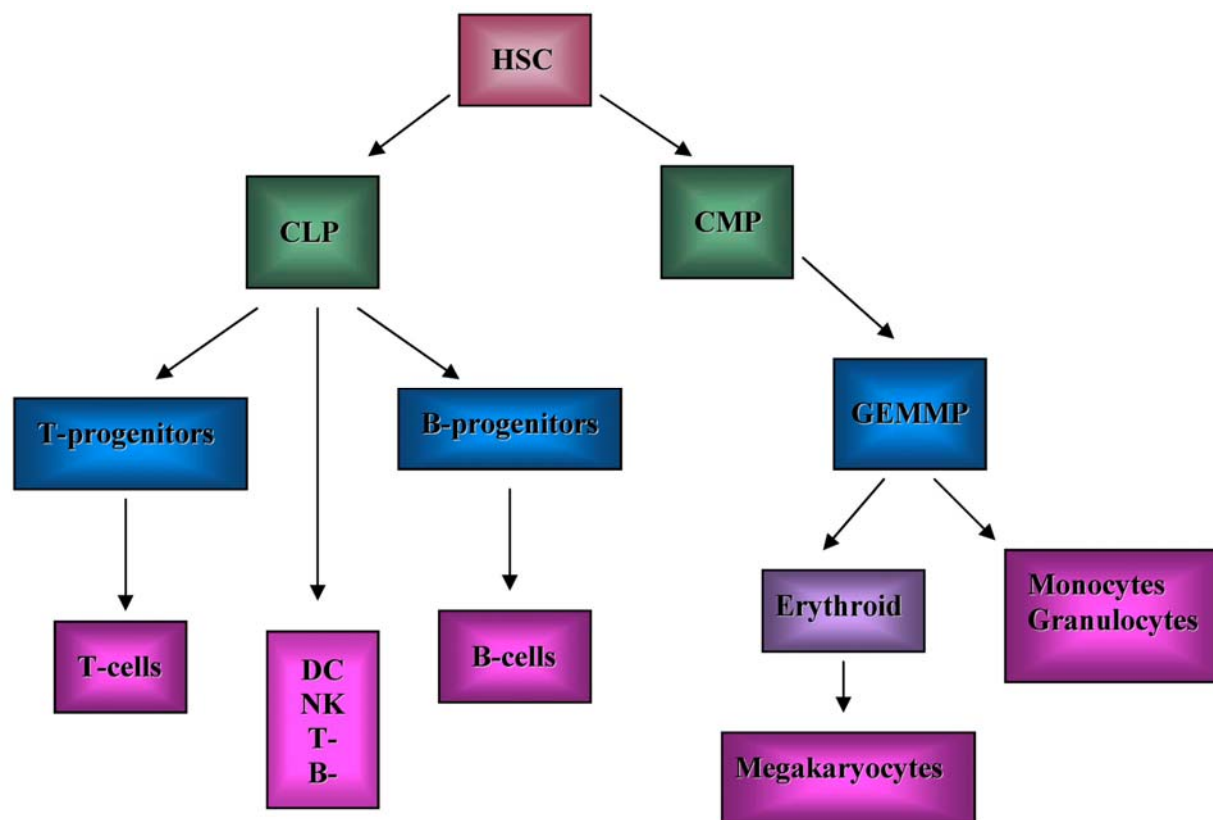 HSC
CLP
CMP
T-progenitors
B-progenitors
GEMMP
T-cells
DC
NK
T-
B-
B-cells
Erythroid
Monocytes
Granulocytes
Megakaryocytes